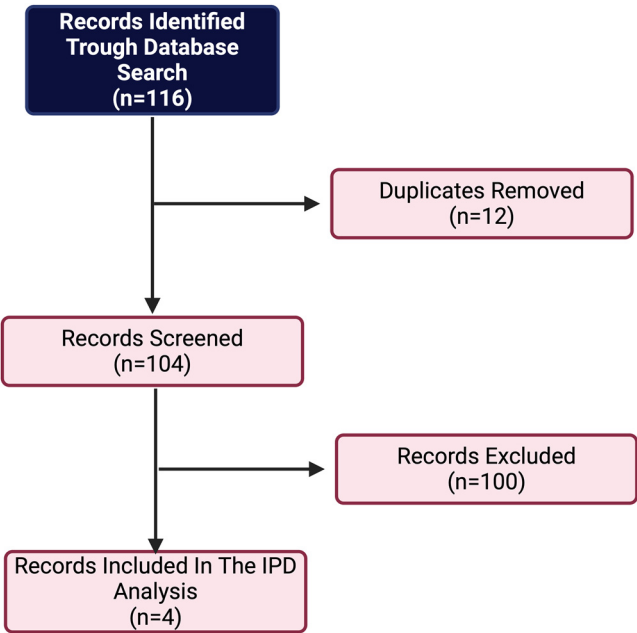 Records Identified
Trough Database
Search
(n=116)
Duplicates Removed
(n=12)
Records Screened
(n=104)
Records Excluded
(n=100)
Records Included In The IPD
Analysis
(n=4)